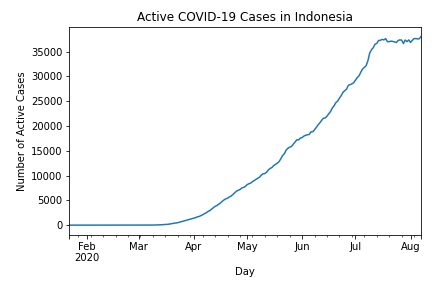 Active COVID-19 Cases in Indonesia
Number of Active Cases
35000
30000
25000
20000
15000
10000
5000
0
Feb Mar Apr May Jun Jul Aug
2020
Day